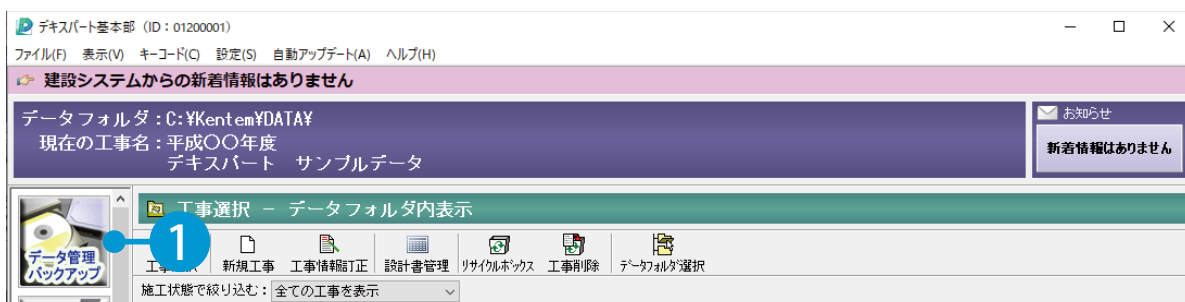 デキスパート基本部（ID：01200001）
ファイル(F) 表示(V) キーコード(C) 設定(S) 自動アップデート(A) ヘルプ(H)
建設システムからの新着情報はありません
データフォルダ：C:¥Kentem¥DATA¥
現在の工事名：平成〇〇年度
デキスパート サンプルデータ
お知らせ
新着情報はありません
データ管理
バックアップ
1
工事選択 － データフォルダ内表示
新規工事 工事情報訂正 設計書管理 リサイクルボックス 工事削除 データフォルダ選択
施工状態で絞り込む：全ての工事を表示